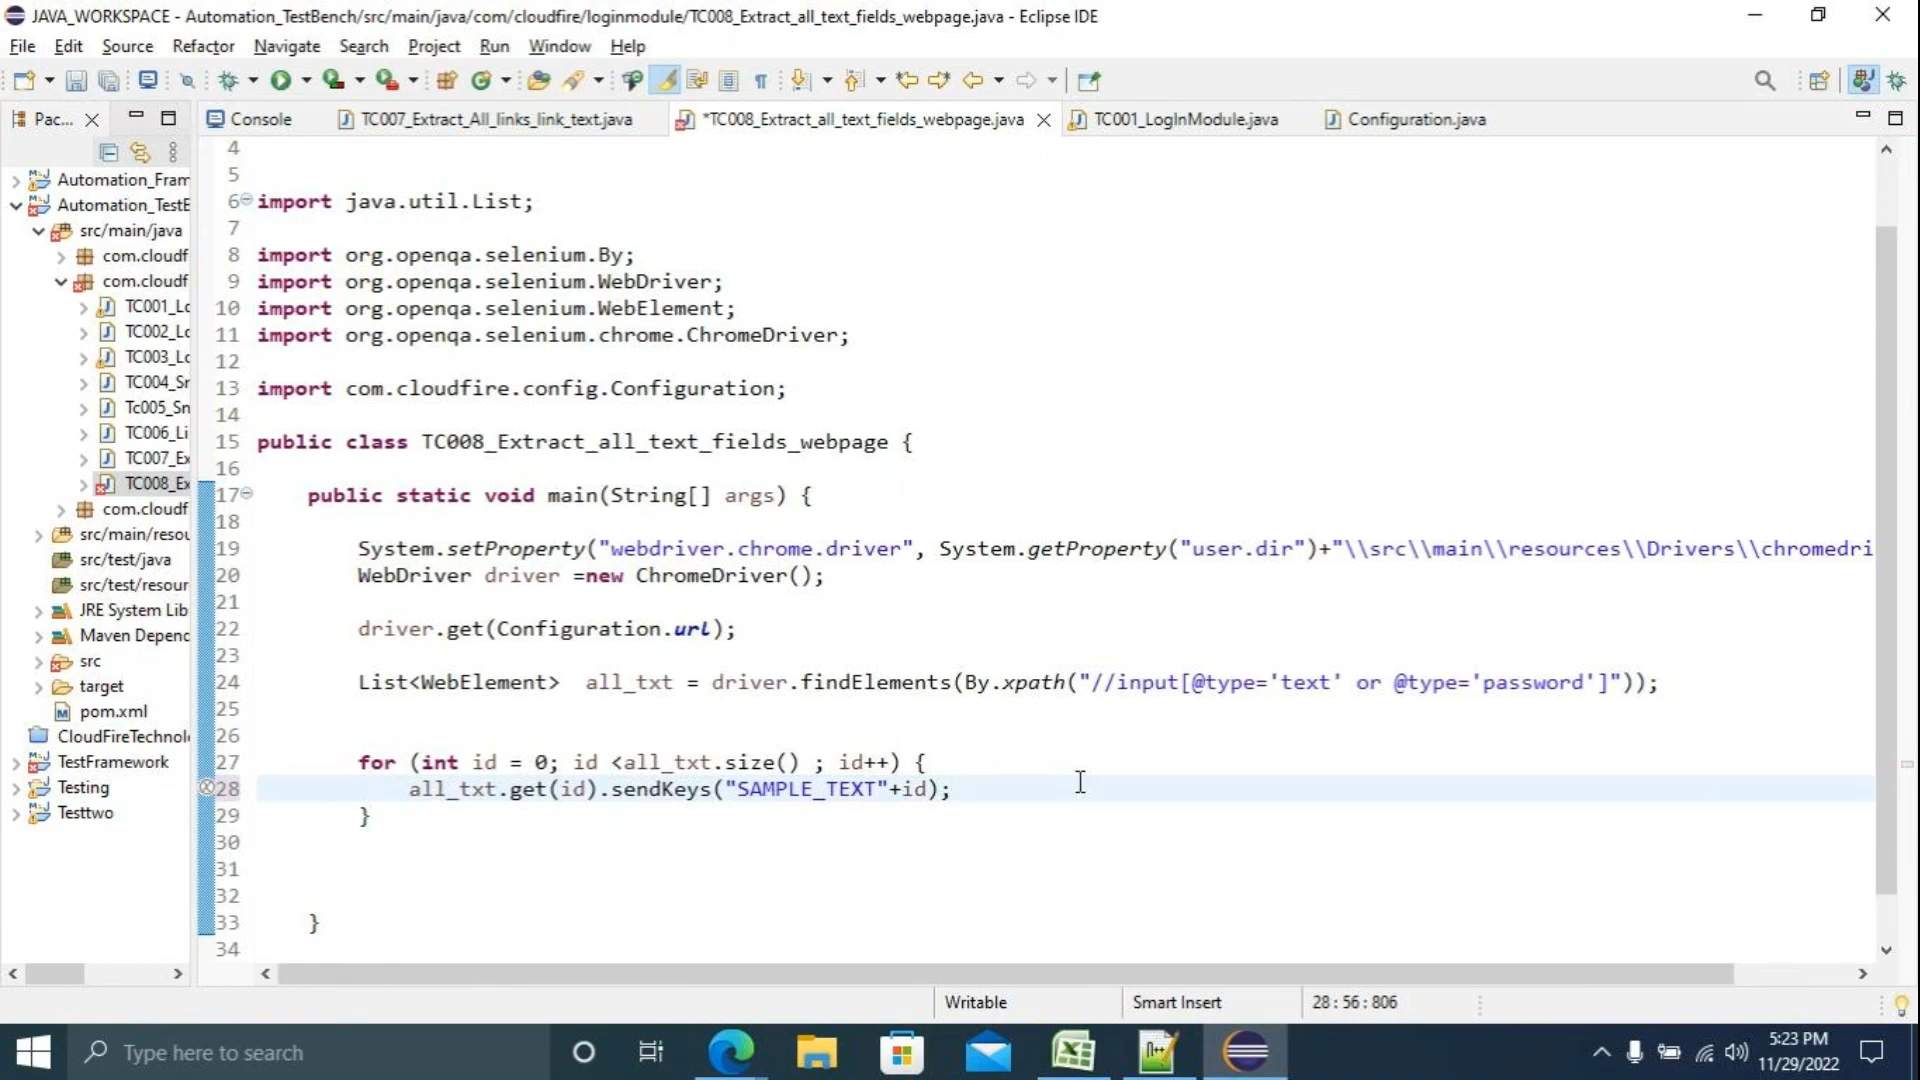 JAVA_WORKSPACE - Automation_TestBench/src/main/java/com/cloudfire/loginmodule/TC008_Extract_all_text_fields_webpage.java - Eclipse IDE
File Edit Source Refactor Navigate Search Project Run Window Help
Pac... Console TC007_Extract_All_links_link_text.java *TC008_Extract_all_text_fields_webpage.java TC001_LogInModule.java Configuration.java
Automation_Fram
Automation_TestB
src/main/java
com.cloudf
com.cloudf
TC001_Lo
TC002_Lo
TC003_Lo
TC004_Sn
Tc005_Sn
TC006_Li
TC007_Ex
TC008_Ex
com.cloudf
src/main/resou
src/test/java
src/test/resour
JRE System Lib
Maven Depend
src
target
pom.xml
CloudFireTechnol
TestFramework
Testing
Testtwo
4
5
6 import java.util.List;
7
8 import org.openqa.selenium.By;
9 import org.openqa.selenium.WebDriver;
10 import org.openqa.selenium.WebElement;
11 import org.openqa.selenium.chrome.ChromeDriver;
12
13 import com.cloudfire.config.Configuration;
14
15 public class TC008_Extract_all_text_fields_webpage {
16
17 public static void main(String[] args) {
18
19 System.setProperty("webdriver.chrome.driver", System.getProperty("user.dir")+"\\src\\main\\resources\\Drivers\\chromedri
20 WebDriver driver =new ChromeDriver();
21
22 driver.get(Configuration.url);
23
24 List<WebElement> all_txt = driver.findElements(By.xpath("//input[@type='text' or @type='password']"));
25
26
27 for (int id = 0; id <all_txt.size() ; id++) {
28 all_txt.get(id).sendKeys("SAMPLE_TEXT"+id);
29 }
30
31
32
33 }
34
Writable Smart Insert 28 : 56 : 806
Type here to search
5:23 PM
11/29/2022